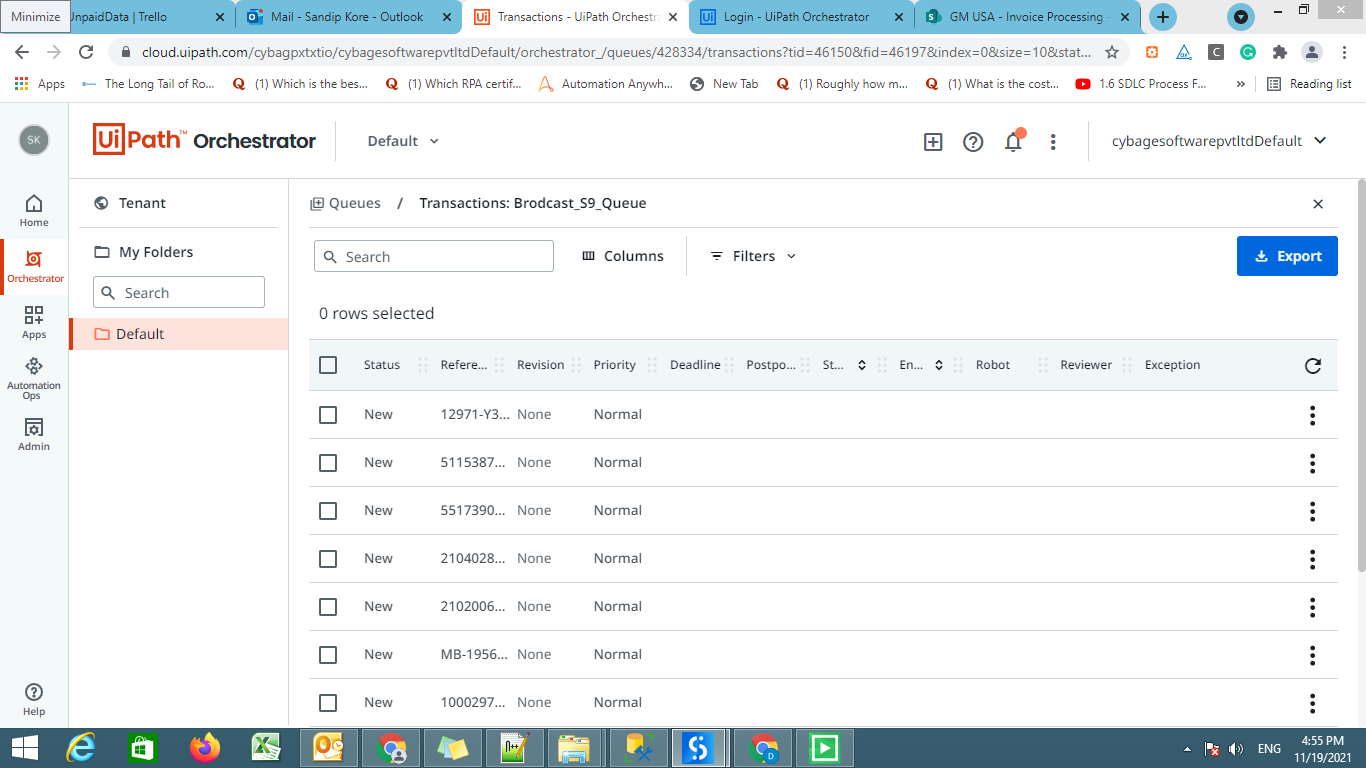 Minimize
UnpaidData | Trello
Mail - Sandip Kore - Outlook
Transactions - UiPath Orchestr
Login - UiPath Orchestrator
GM USA - Invoice Processing -
cloud.uipath.com/cybagpxtxtio/cybagesoftwarepvtltdDefault/orchestrator_/queues/428334/transactions?tid=46150&fid=46197&index=0&size=10&stat...
Apps
The Long Tail of Ro...
(1) Which is the bes...
(1) Which RPA certif...
Automation Anywh...
New Tab
(1) Roughly how m...
(1) What is the cost...
1.6 SDLC Process F...
»
Reading list
SK
UiPath™ Orchestrator
Default
cybagesoftwarepvtltdDefault
Home
Orchestrator
Apps
Automation
Ops
Admin
Help
Tenant
My Folders
Search
Default
Queues / Transactions: Brodcast_S9_Queue
Search
Columns
Filters
Export
0 rows selected
Status Refere... Revision Priority Deadline Postpo... St... En... Robot Reviewer Exception
New 12971-Y3... None Normal
New 5115387... None Normal
New 5517390... None Normal
New 2104028... None Normal
New 2102006... None Normal
New MB-1956... None Normal
New 1000297... None Normal
ENG
4:55 PM
11/19/2021